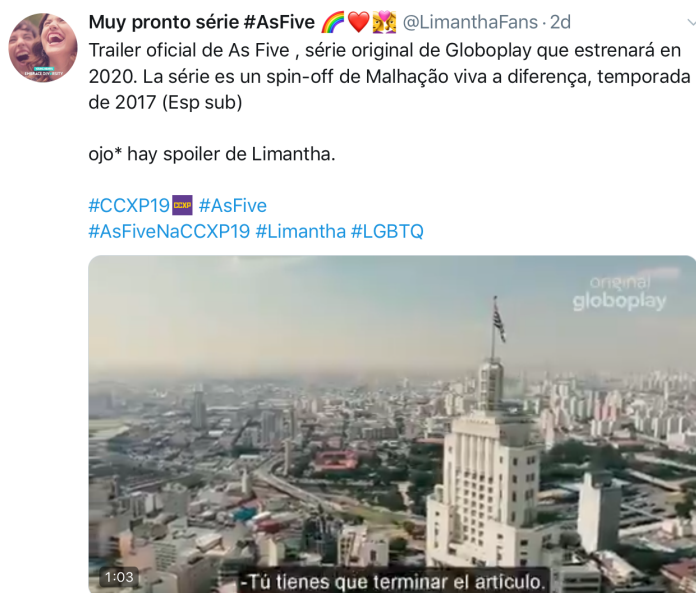 Muy pronto série #AsFive 🌈❤️👩‍❤️‍💋‍👩 @LimanthaFans · 2d
Trailer oficial de As Five , série original de Globoplay que estrenará en
2020. La série es un spin-off de Malhação viva a diferença, temporada
de 2017 (Esp sub)
ojo* hay spoiler de Limantha.
#CCXP19 CCXP #AsFive
#AsFiveNaCCXP19 #Limantha #LGBTQ
original
globoplay
1:03
-Tú tienes que terminar el artículo.